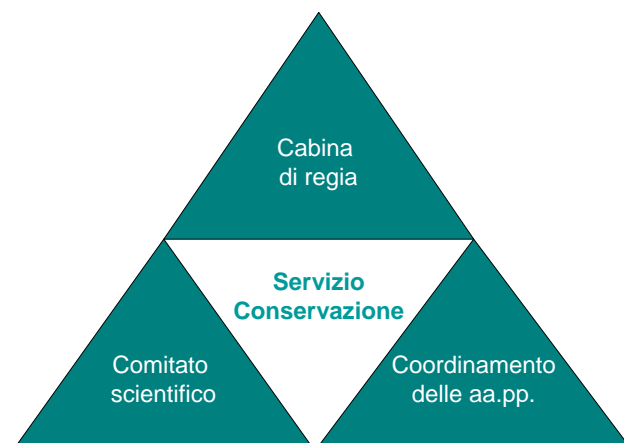 Cabina
di regia
Servizio
Conservazione
Comitato
scientifico
Coordinamento
delle aa.pp.